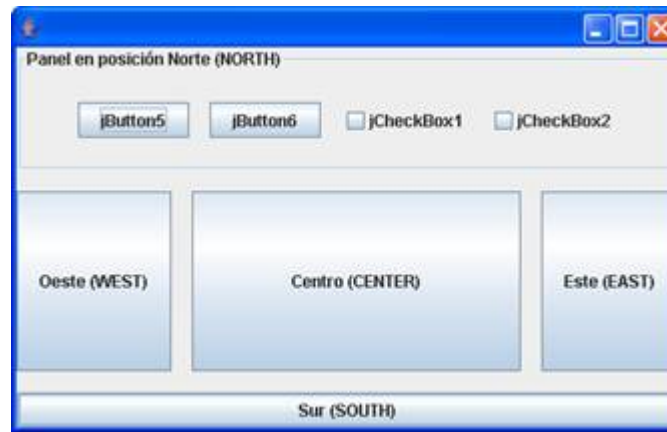 Panel en posición Norte (NORTH)
jButton5 jButton6 jCheckBox1 jCheckBox2
Oeste (WEST) Centro (CENTER) Este (EAST)
Sur (SOUTH)